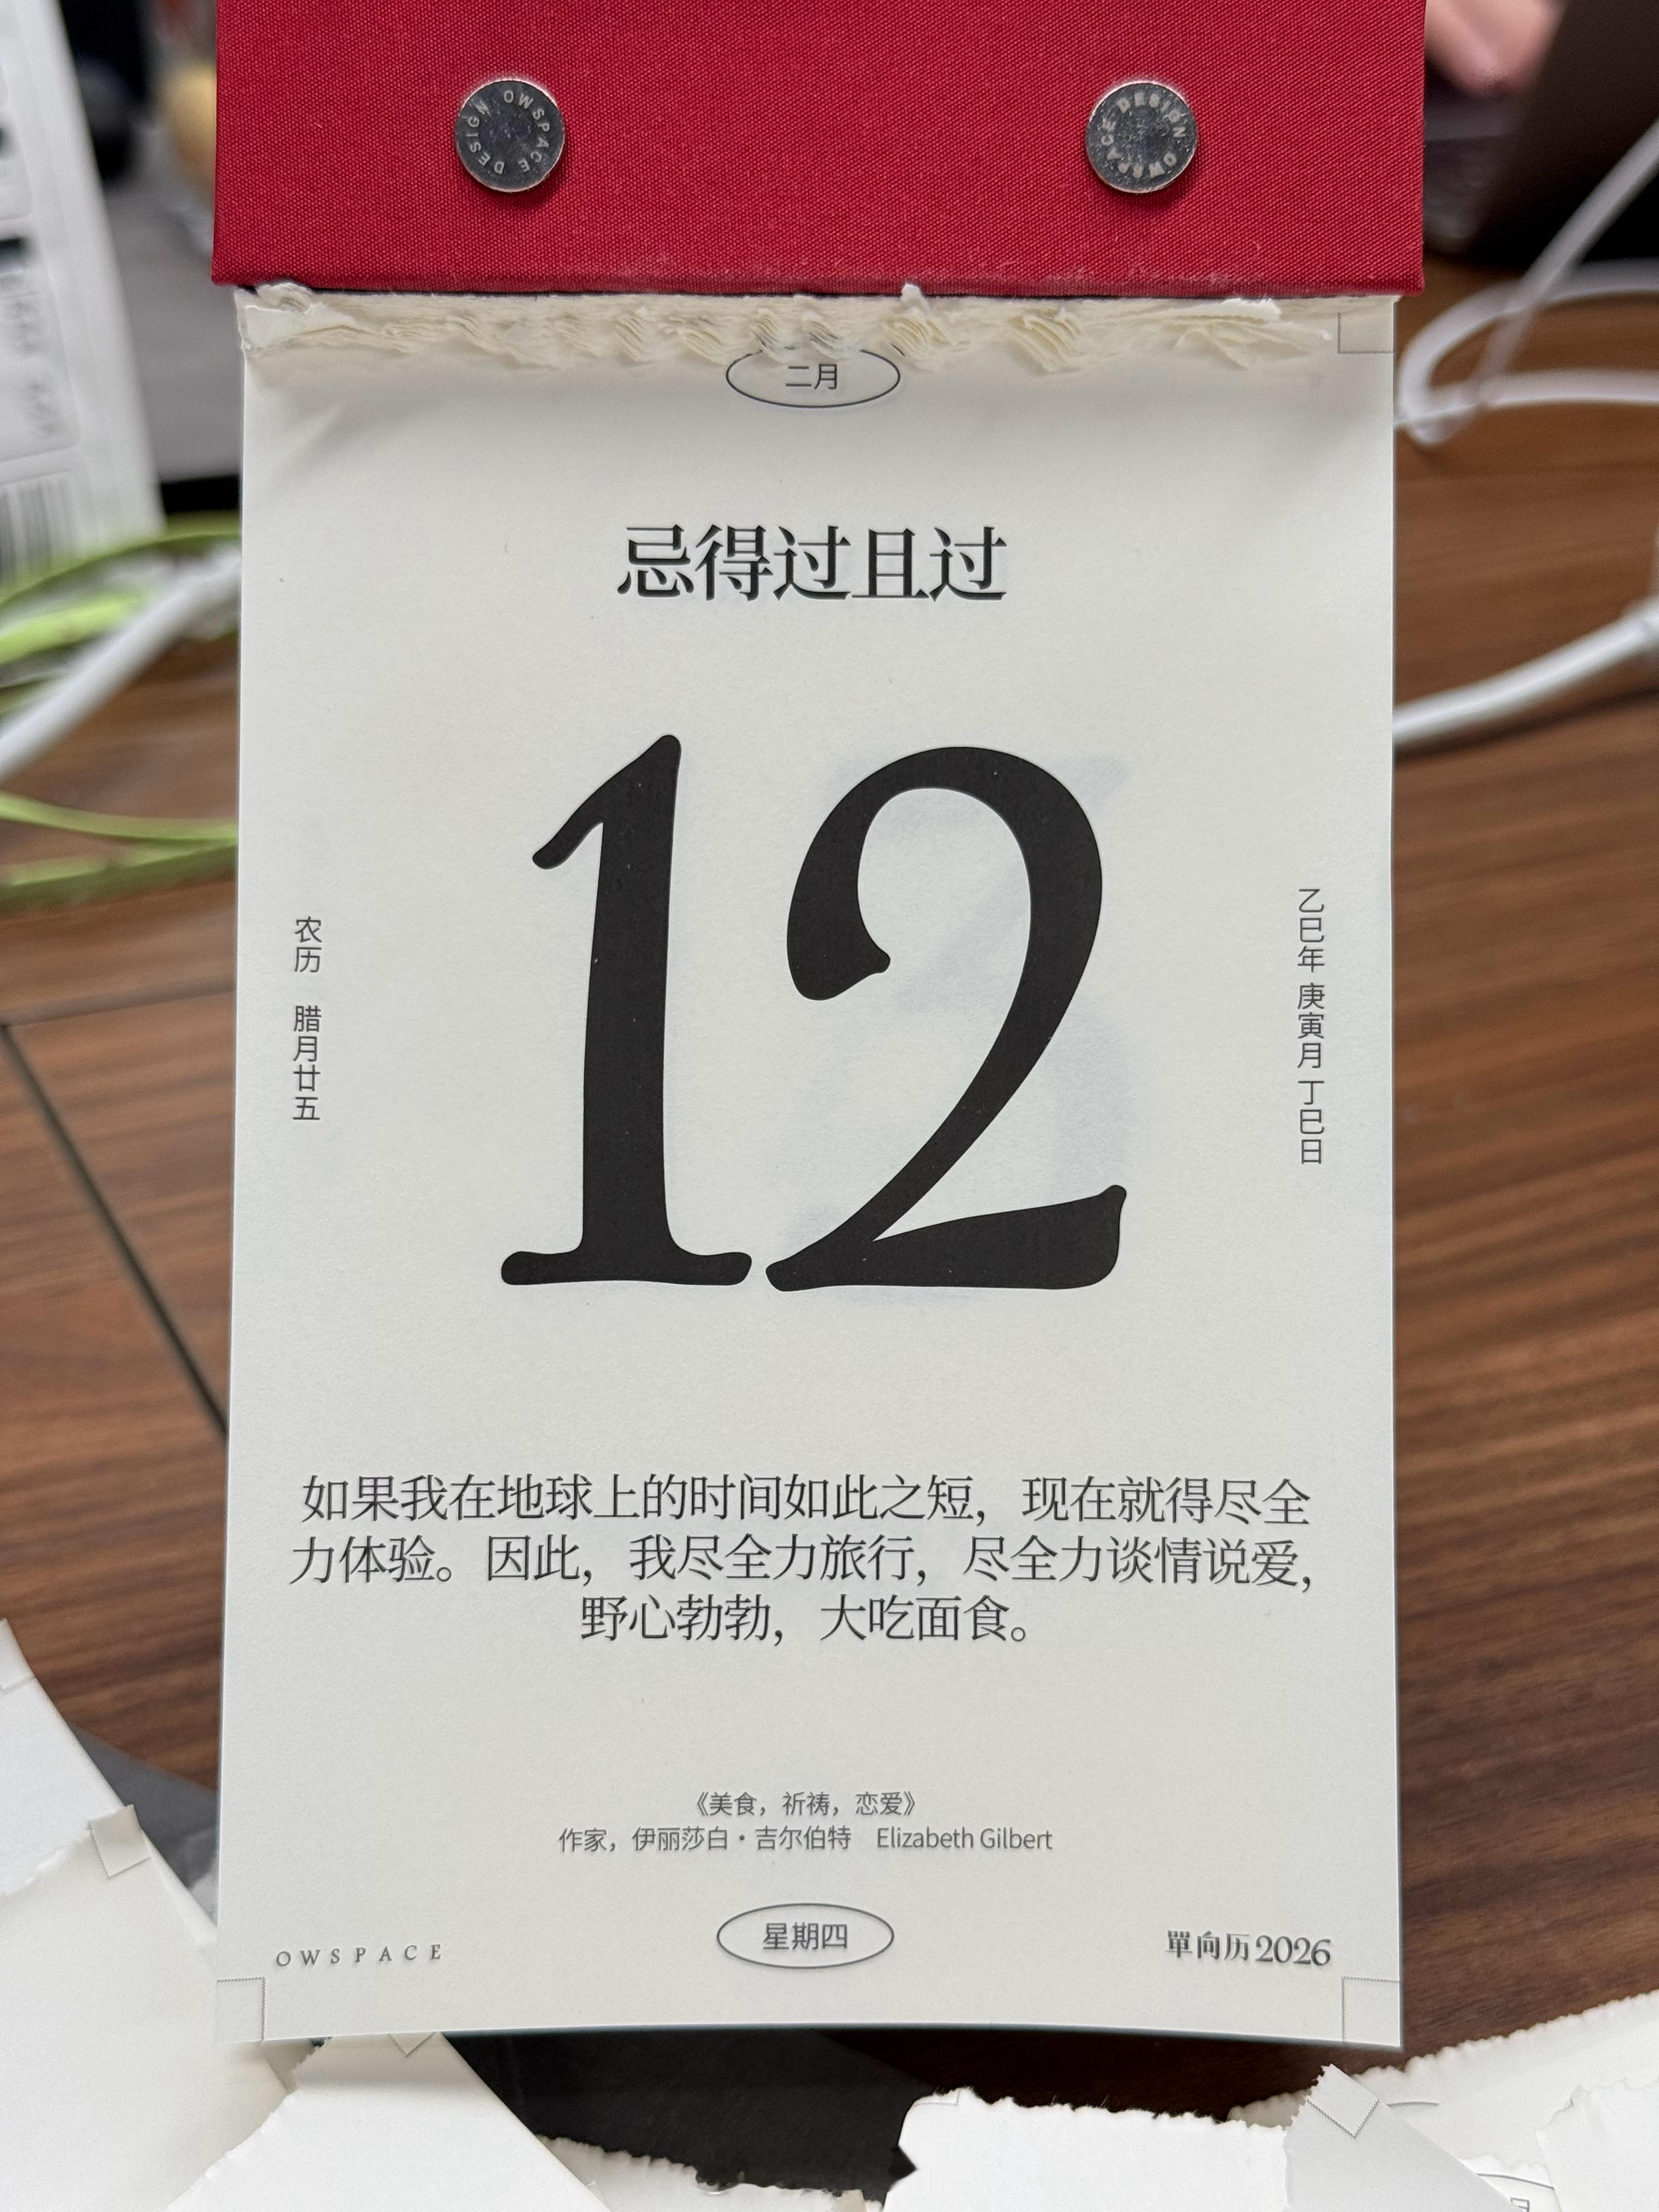 OWSPACE DESIGN
OWSPACE DESIGN
二月
忌得过且过
12
农历 腊月廿五
乙巳年 庚寅月 丁巳日
如果我在地球上的时间如此之短，现在就得尽全
力体验。因此，我尽全力旅行，尽全力谈情说爱，
野心勃勃，大吃面食。
《美食，祈祷，恋爱》
作家，伊丽莎白·吉尔伯特 Elizabeth Gilbert
星期四
OWSPACE
單向历2026